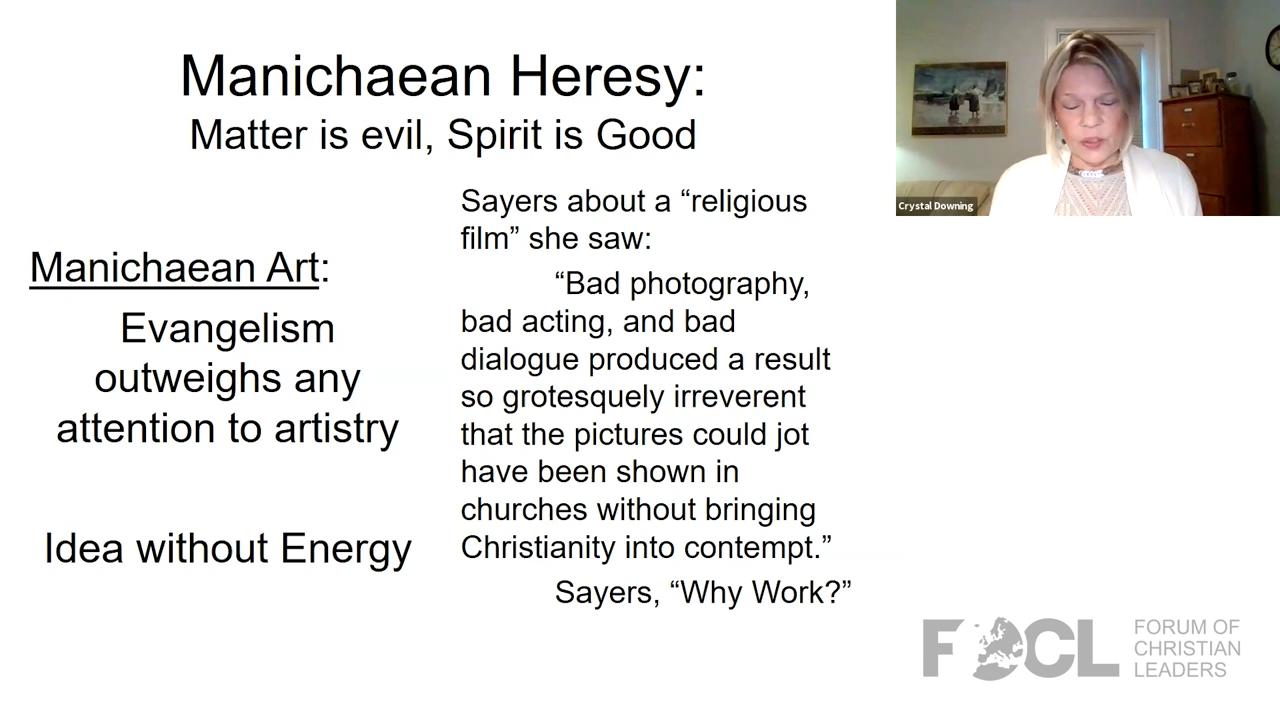 Manichaean Heresy:
Matter is evil, Spirit is Good
Manichaean Art:
Evangelism
outweighs any
attention to artistry
Idea without Energy
Sayers about a “religious
film” she saw:
“Bad photography,
bad acting, and bad
dialogue produced a result
so grotesquely irreverent
that the pictures could jot
have been shown in
churches without bringing
Christianity into contempt.”
Sayers, “Why Work?”
Crystal Downing
FOCL
FORUM OF
CHRISTIAN
LEADERS